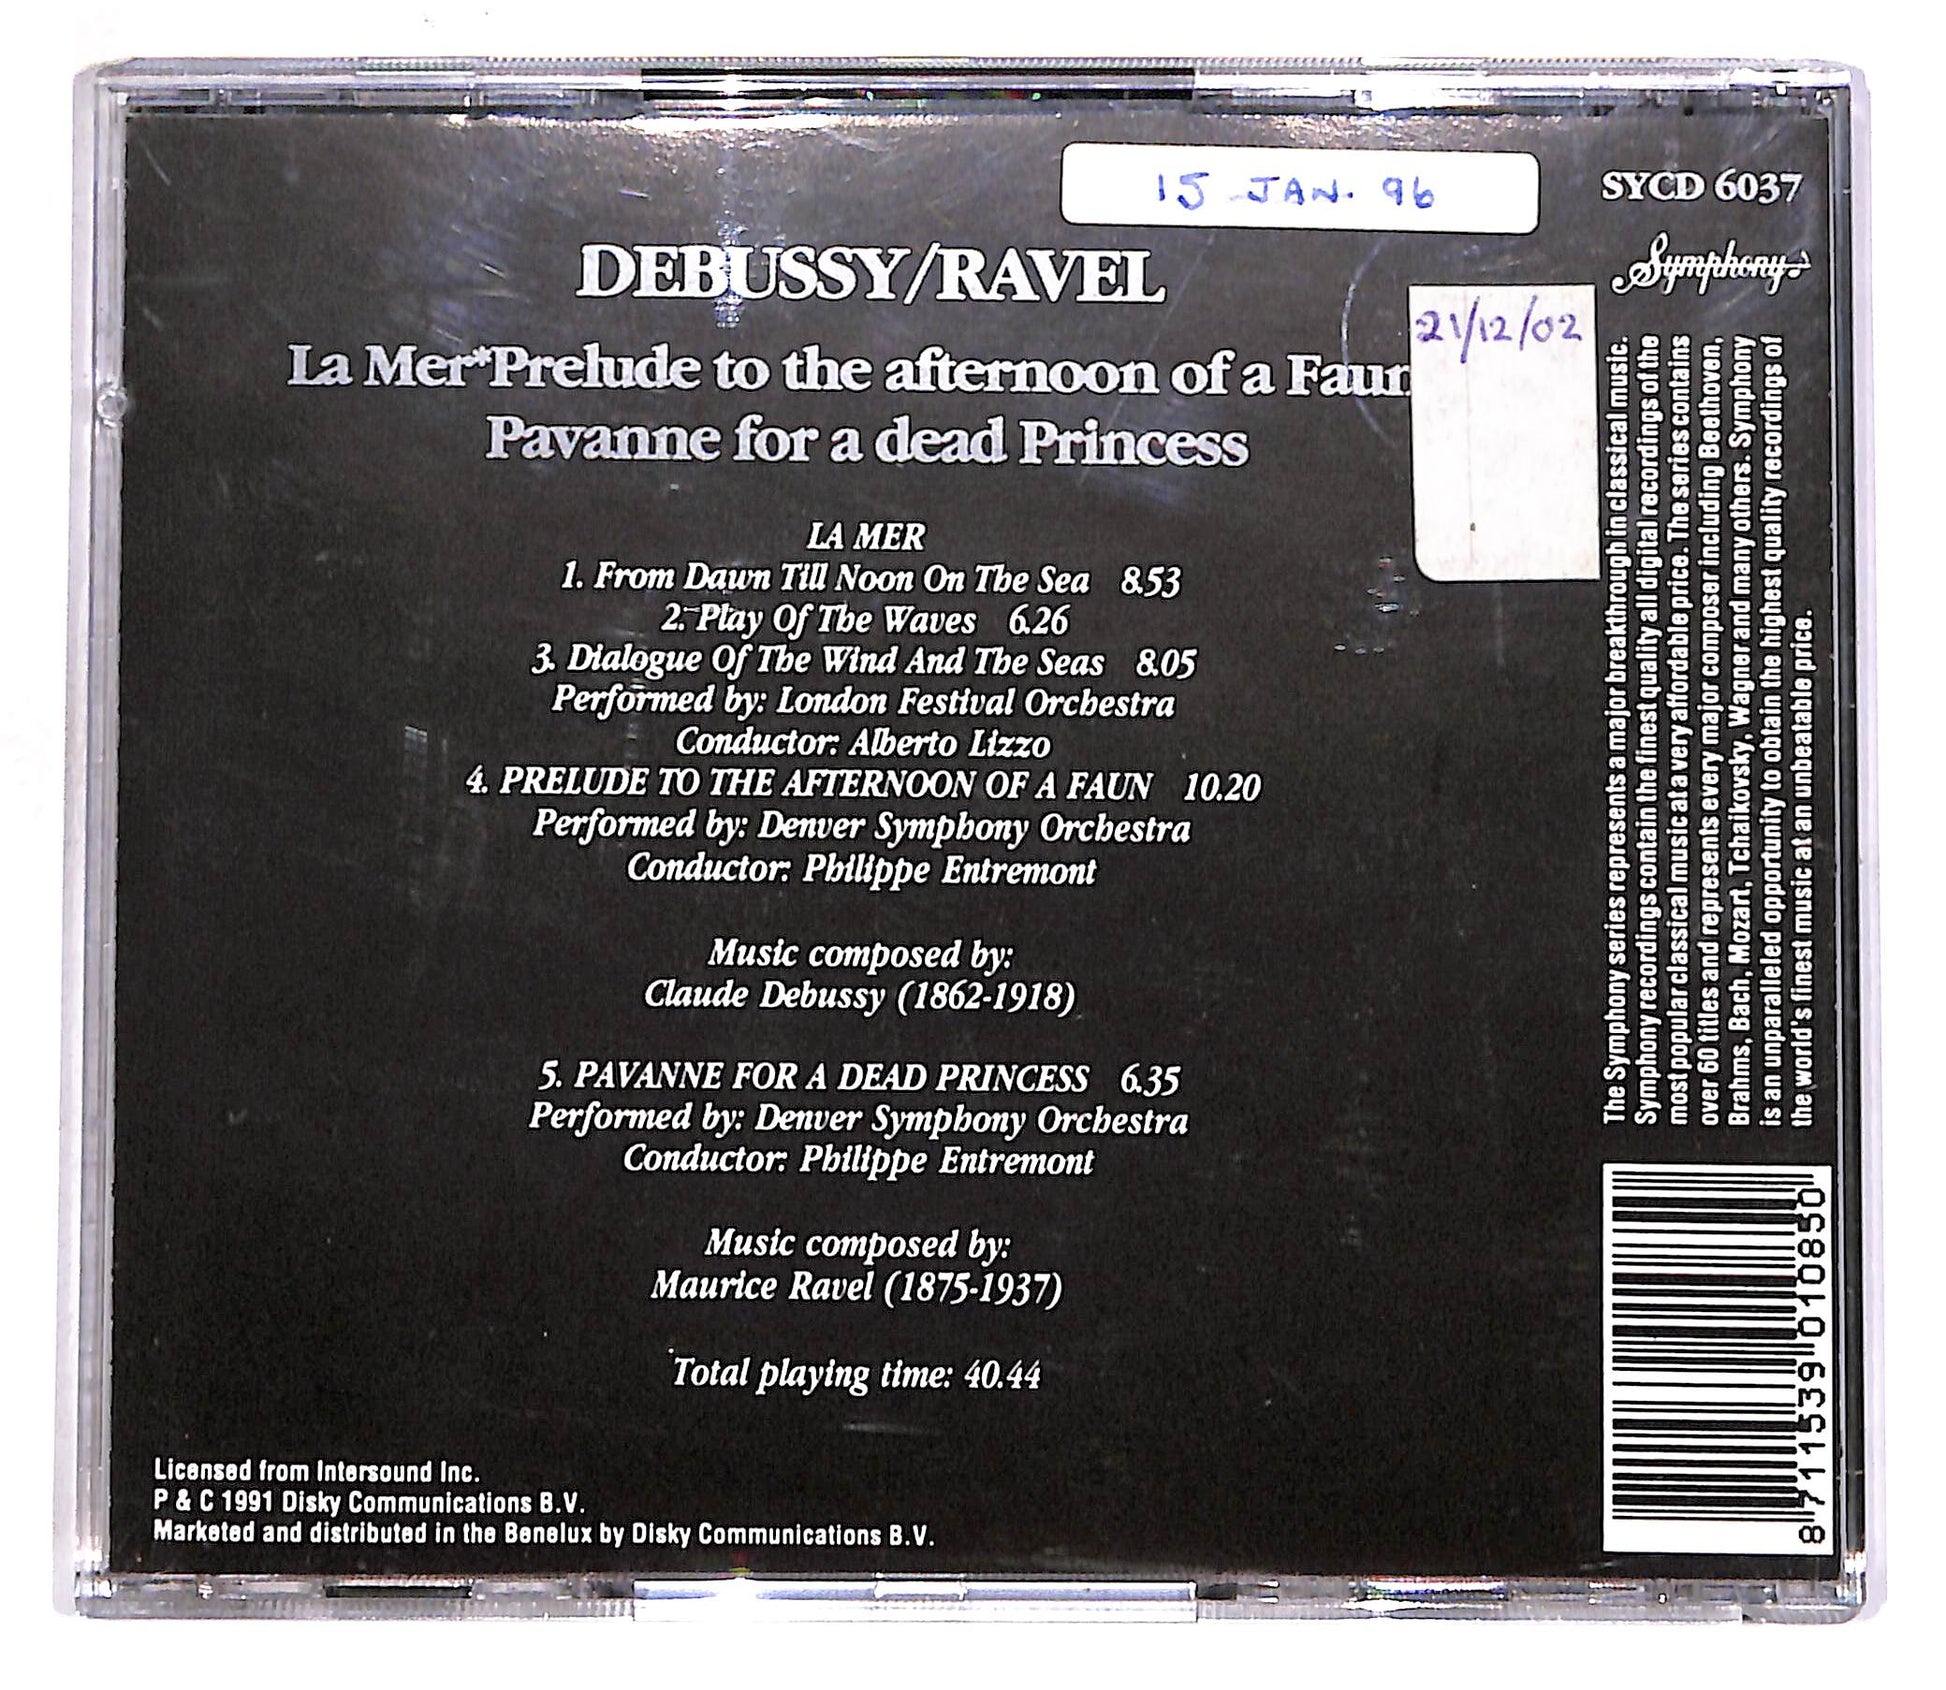 15 JAN. 96
SYCD 6037
Symphony
21/12/02
DEBUSSY/RAVEL
La Mer*Prelude to the afternoon of a Faun
Pavanne for a dead Princess
LA MER
1. From Dawn Till Noon On The Sea 8.53
2. Play Of The Waves 6.26
3. Dialogue Of The Wind And The Seas 8.05
Performed by: London Festival Orchestra
Conductor: Alberto Lizzo
4. PRELUDE TO THE AFTERNOON OF A FAUN 10.20
Performed by: Denver Symphony Orchestra
Conductor: Philippe Entremont
Music composed by:
Claude Debussy (1862-1918)
5. PAVANNE FOR A DEAD PRINCESS 6.35
Performed by: Denver Symphony Orchestra
Conductor: Philippe Entremont
Music composed by:
Maurice Ravel (1875-1937)
Total playing time: 40.44
Licensed from Intersound Inc.
P & C 1991 Disky Communications B.V.
Marketed and distributed in the Benelux by Disky Communications B.V.
The Symphony series represents a major breakthrough in classical music.
Symphony recordings contain the finest quality all digital recordings of the
most popular classical music at a very affordable price. The series contains
over 60 titles and represents every major composer including Beethoven,
Brahms, Bach, Mozart, Tchaikovsky, Wagner and many others. Symphony
is an unparalleled opportunity to obtain the highest quality recordings of
the world's finest music at an unbeatable price.
8 711539 010850